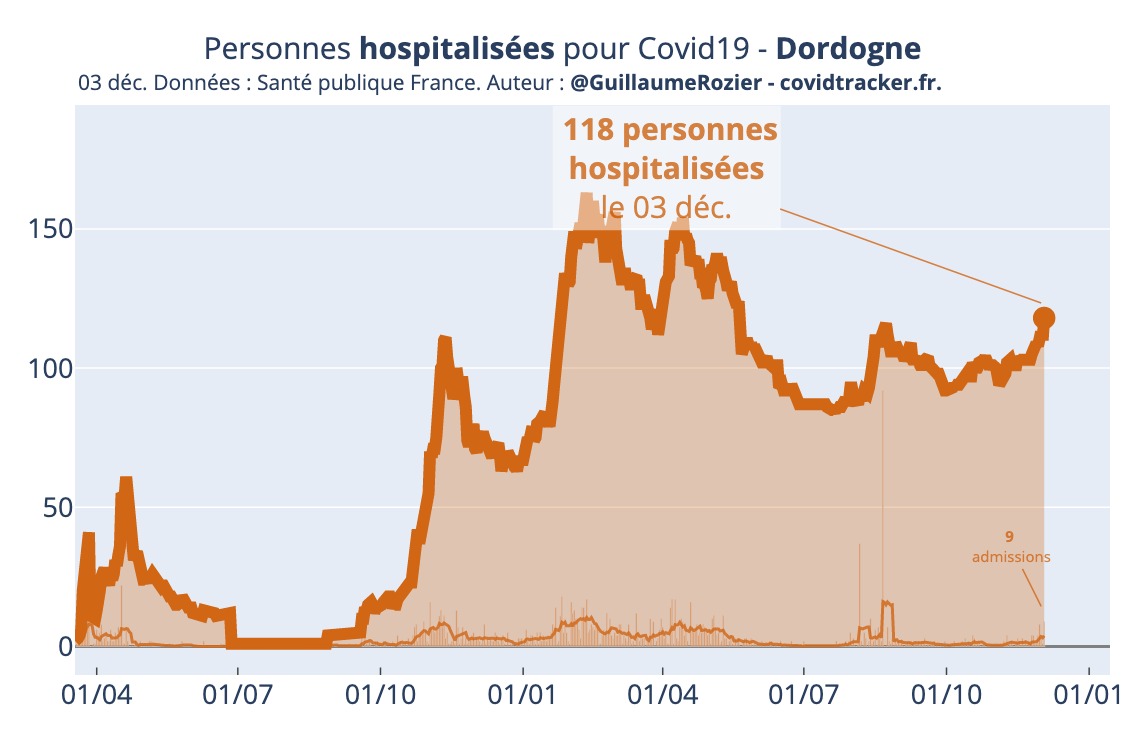 Personnes hospitalisées pour Covid19 - Dordogne
03 déc. Données : Santé publique France. Auteur : @GuillaumeRozier - covidtracker.fr.
118 personnes
hospitalisées
le 03 déc.
150
100
50
0
9
admissions
01/04 01/07 01/10 01/01 01/04 01/07 01/10 01/01